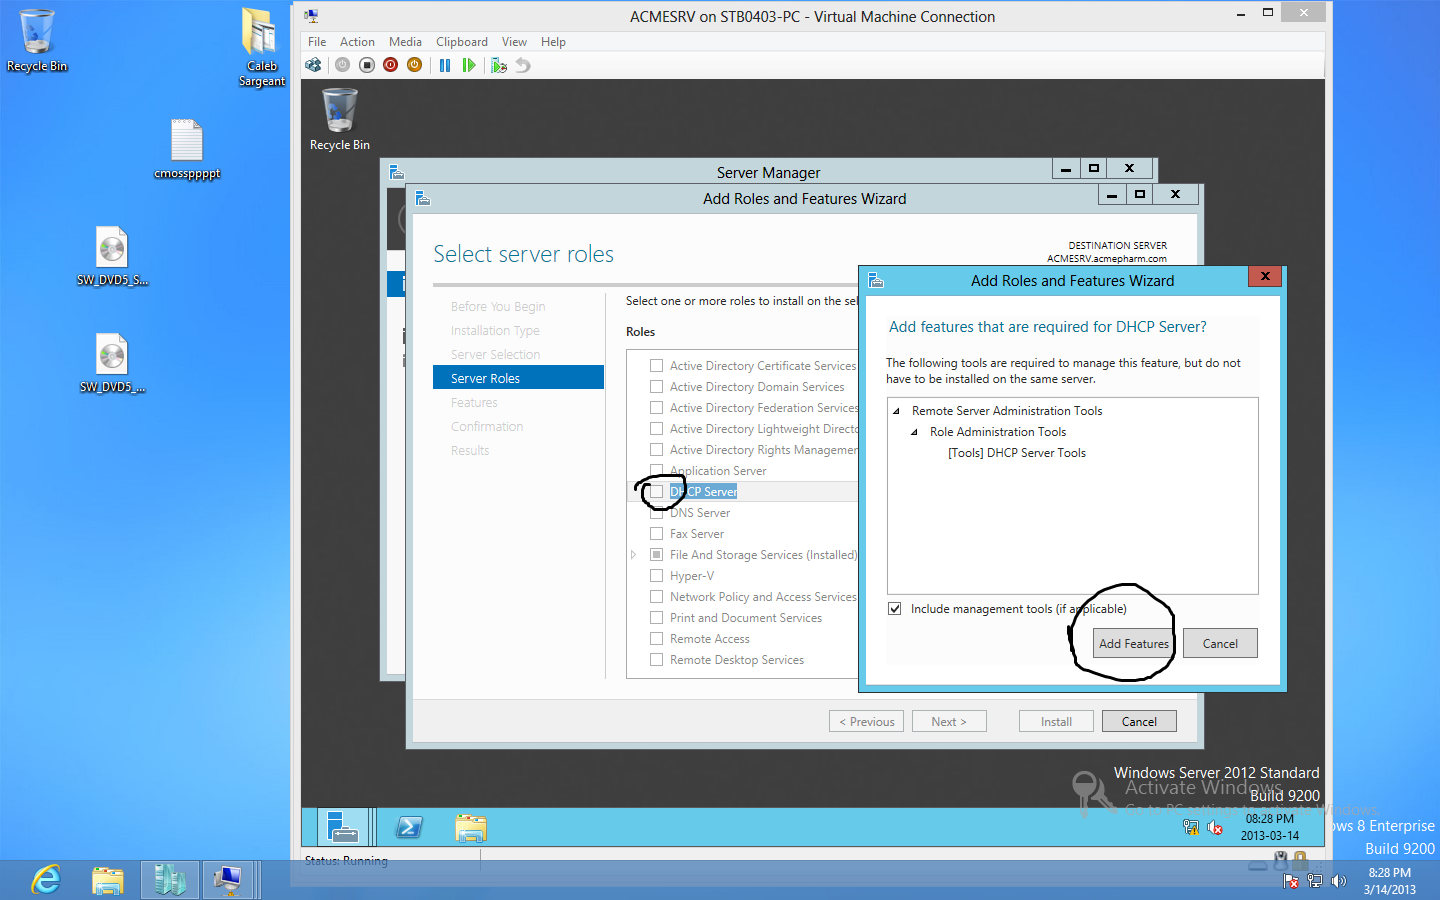 Recycle Bin
Caleb
Sargeant
cmossppppt
SW_DVD5_S...
SW_DVD5_...
ACMESRV on STB0403-PC - Virtual Machine Connection
File Action Media Clipboard View Help
Recycle Bin
Server Manager
Add Roles and Features Wizard
Select server roles
DESTINATION SERVER
ACMESRV.acmepharm.com
Before You Begin
Installation Type
Server Selection
Server Roles
Features
Confirmation
Results
Select one or more roles to install on the sel
Roles
Active Directory Certificate Services
Active Directory Domain Services
Active Directory Federation Services
Active Directory Lightweight Directo
Active Directory Rights Managemen
Application Server
DHCP Server
DNS Server
Fax Server
File And Storage Services (Installed)
Hyper-V
Network Policy and Access Services
Print and Document Services
Remote Access
Remote Desktop Services
< Previous
Next >
Install
Cancel
Add Roles and Features Wizard
x
Add features that are required for DHCP Server?
The following tools are required to manage this feature, but do not
have to be installed on the same server.
Remote Server Administration Tools
Role Administration Tools
[Tools] DHCP Server Tools
Include management tools (if applicable)
Add Features
Cancel
Windows Server 2012 Standard
Activate Windows
Build 9200
Go to PC settings to activate Windows.
08:28 PM
2013-03-14
ows 8 Enterprise
Build 9200
Status: Running
8:28 PM
3/14/2013